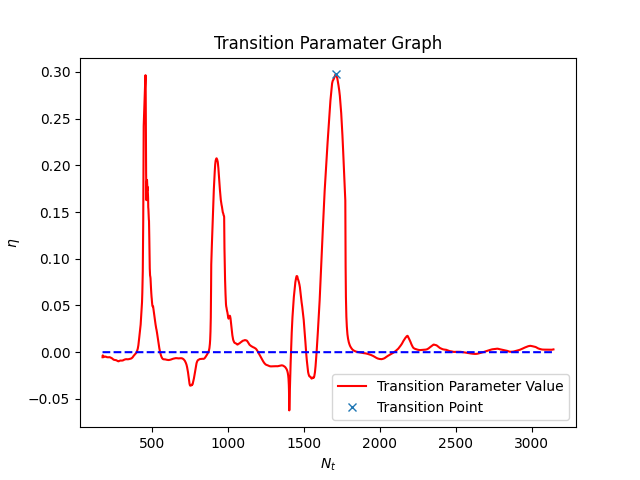 Transition Paramater Graph
0.30
0.25
0.20
0.15
0.10
0.05
0.00
−0.05
η
500 1000 1500 2000 2500 3000
N_t
Transition Parameter Value
Transition Point